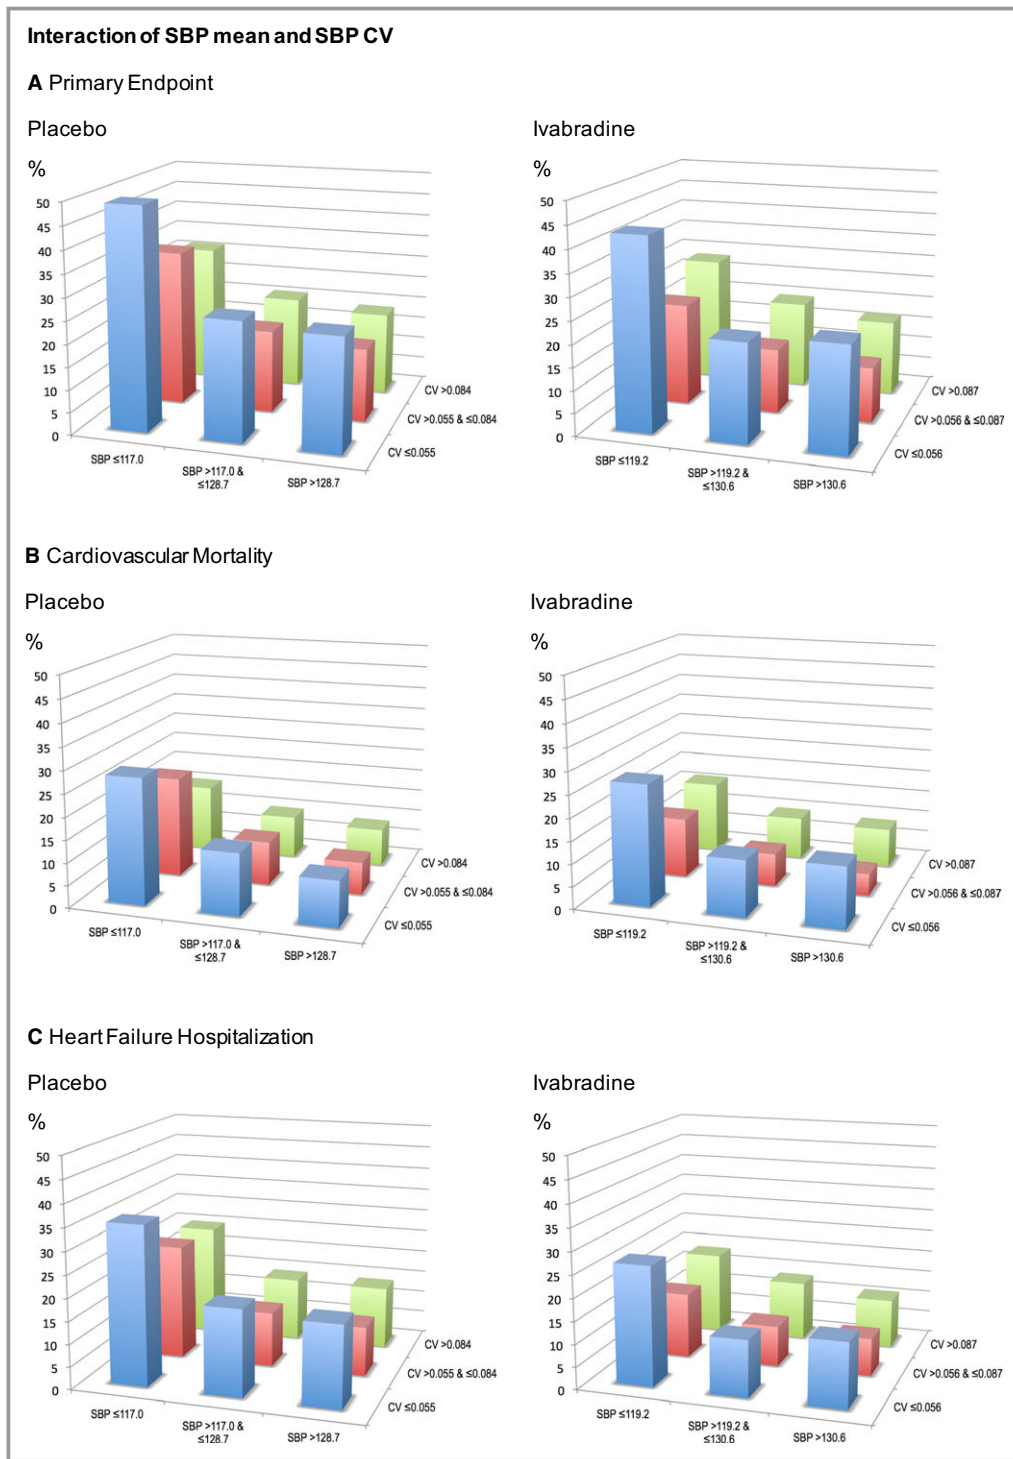 Interaction of SBP mean and SBP CV
A Primary Endpoint
Placebo
%
50
45
40
35
30
25
20
15
10
5
0
SBP ≤117.0
SBP >117.0 &
≤128.7
SBP >128.7
CV >0.084
CV >0.055 & ≤0.084
CV ≤0.055
Ivabradine
%
50
45
40
35
30
25
20
15
10
5
0
SBP ≤119.2
SBP >119.2 &
≤130.6
SBP >130.6
CV >0.087
CV >0.056 & ≤0.087
CV ≤0.056
B Cardiovascular Mortality
Placebo
%
50
45
40
35
30
25
20
15
10
5
0
SBP ≤117.0
SBP >117.0 &
≤128.7
SBP >128.7
CV >0.084
CV >0.055 & ≤0.084
CV ≤0.055
Ivabradine
%
50
45
40
35
30
25
20
15
10
5
0
SBP ≤119.2
SBP >119.2 &
≤130.6
SBP >130.6
CV >0.087
CV >0.056 & ≤0.087
CV ≤0.056
C Heart Failure Hospitalization
Placebo
%
50
45
40
35
30
25
20
15
10
5
0
SBP ≤117.0
SBP >117.0 &
≤128.7
SBP >128.7
CV >0.084
CV >0.055 & ≤0.084
CV ≤0.055
Ivabradine
%
50
45
40
35
30
25
20
15
10
5
0
SBP ≤119.2
SBP >119.2 &
≤130.6
SBP >130.6
CV >0.087
CV >0.056 & ≤0.087
CV ≤0.056